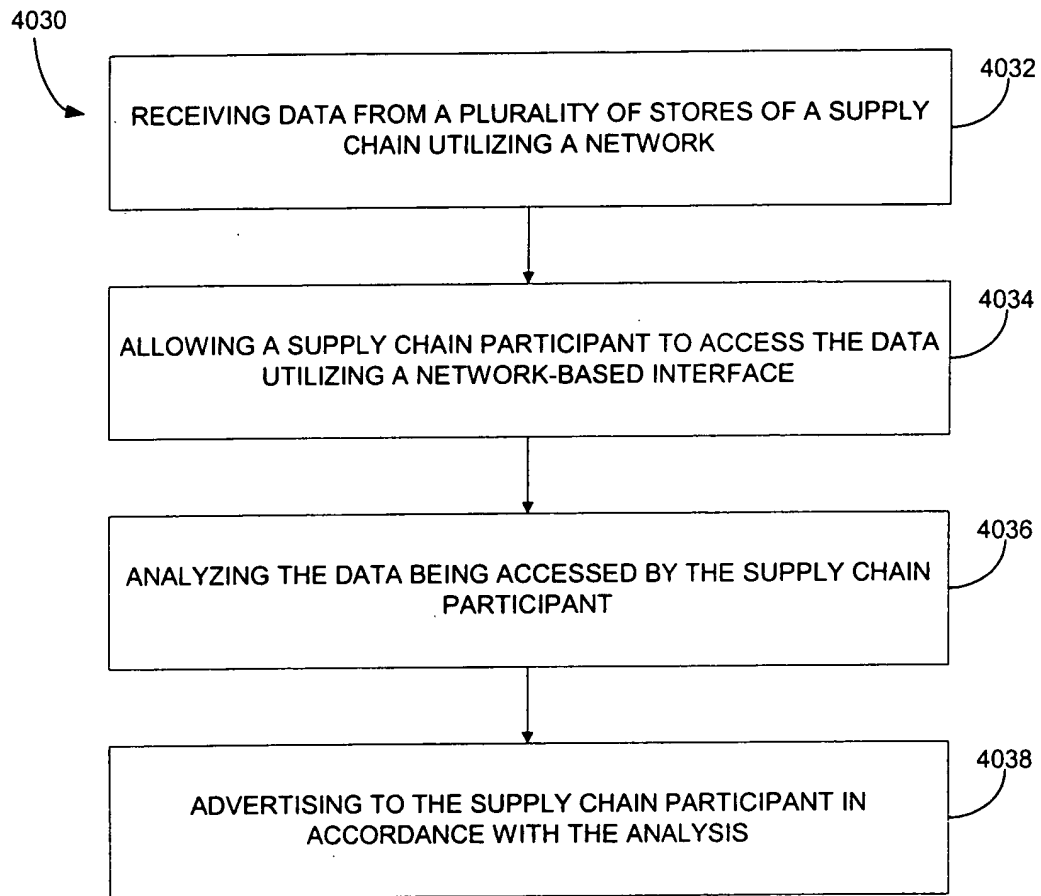 4030
4032
RECEIVING DATA FROM A PLURALITY OF STORES OF A SUPPLY
CHAIN UTILIZING A NETWORK
4034
ALLOWING A SUPPLY CHAIN PARTICIPANT TO ACCESS THE DATA
UTILIZING A NETWORK-BASED INTERFACE
4036
ANALYZING THE DATA BEING ACCESSED BY THE SUPPLY CHAIN
PARTICIPANT
4038
ADVERTISING TO THE SUPPLY CHAIN PARTICIPANT IN
ACCORDANCE WITH THE ANALYSIS